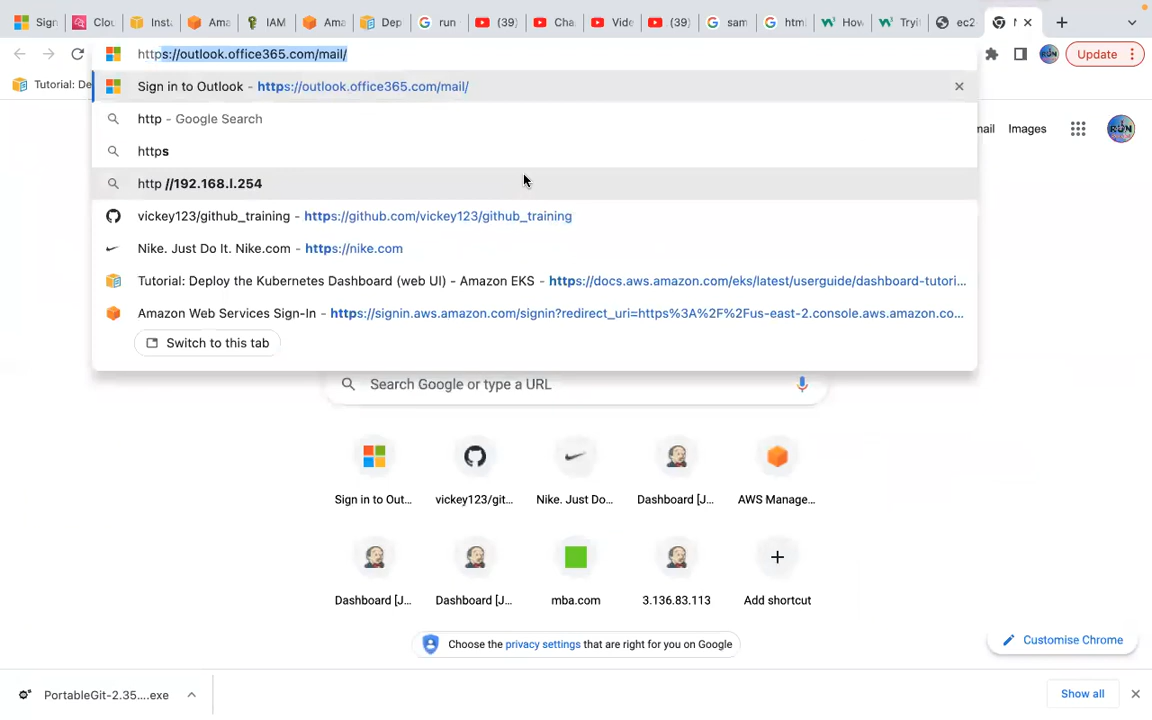 Sign
Clou
Insta
Ama
IAM
Ama
Dep
run
(39)
Cha
Vide
(39)
sam
html
How
Tryi
ec2-
https://outlook.office365.com/mail/
Update
Tutorial: De
Sign in to Outlook - https://outlook.office365.com/mail/
http - Google Search
https
http //192.168.l.254
vickey123/github_training - https://github.com/vickey123/github_training
Nike. Just Do It. Nike.com - https://nike.com
Tutorial: Deploy the Kubernetes Dashboard (web UI) - Amazon EKS - https://docs.aws.amazon.com/eks/latest/userguide/dashboard-tutori...
Amazon Web Services Sign-In - https://signin.aws.amazon.com/signin?redirect_uri=https%3A%2F%2Fus-east-2.console.aws.amazon.co...
Switch to this tab
mail Images
Search Google or type a URL
Sign in to Out...
vickey123/git...
Nike. Just Do...
Dashboard [J...
AWS Manage...
Dashboard [J...
Dashboard [J...
mba.com
3.136.83.113
Add shortcut
Choose the privacy settings that are right for you on Google
Customise Chrome
PortableGit-2.35....exe
Show all